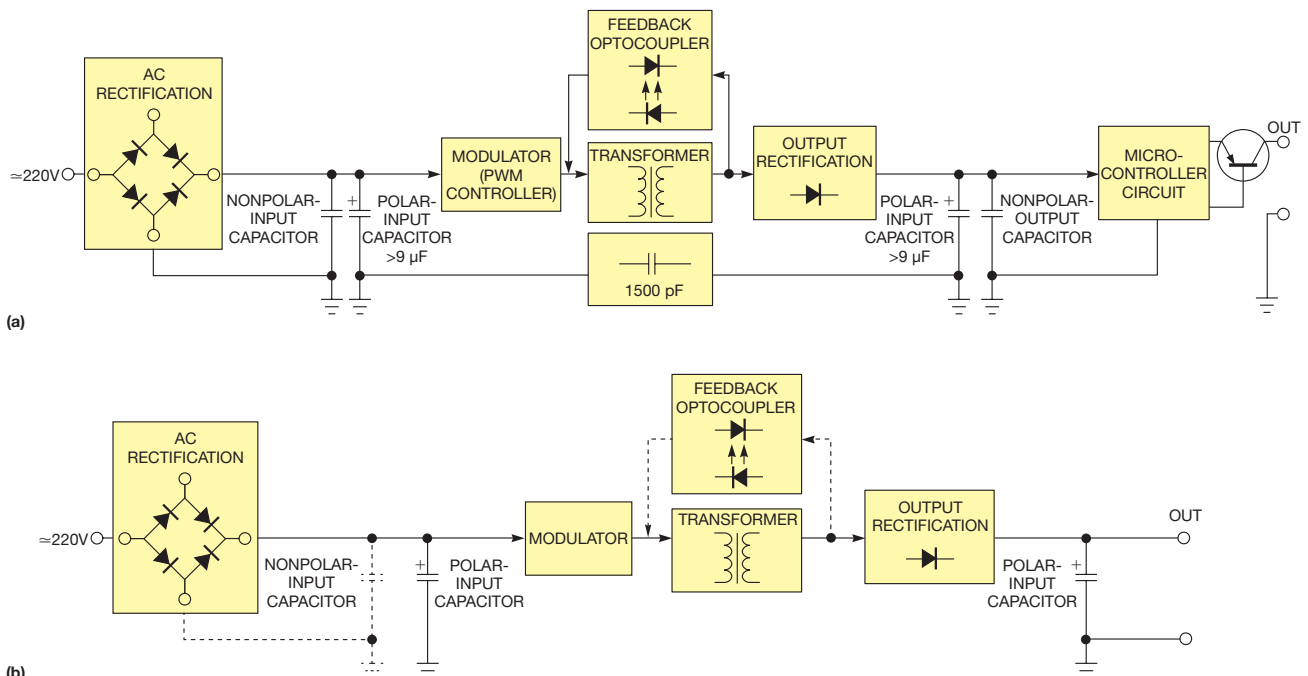 FEEDBACK
OPTOCOUPLER
AC
RECTIFICATION
≃220V
NONPOLAR-
INPUT
CAPACITOR
+
POLAR-
INPUT
CAPACITOR
>9 µF
MODULATOR
(PWM
CONTROLLER)
TRANSFORMER
1500 pF
OUTPUT
RECTIFICATION
POLAR-
INPUT
CAPACITOR
>9 µF
+
NONPOLAR-
OUTPUT
CAPACITOR
MICRO-
CONTROLLER
CIRCUIT
OUT
(a)
FEEDBACK
OPTOCOUPLER
AC
RECTIFICATION
≃220V
NONPOLAR-
INPUT
CAPACITOR
+
POLAR-
INPUT
CAPACITOR
MODULATOR
TRANSFORMER
OUTPUT
RECTIFICATION
POLAR-
INPUT
CAPACITOR
+
OUT
(b)